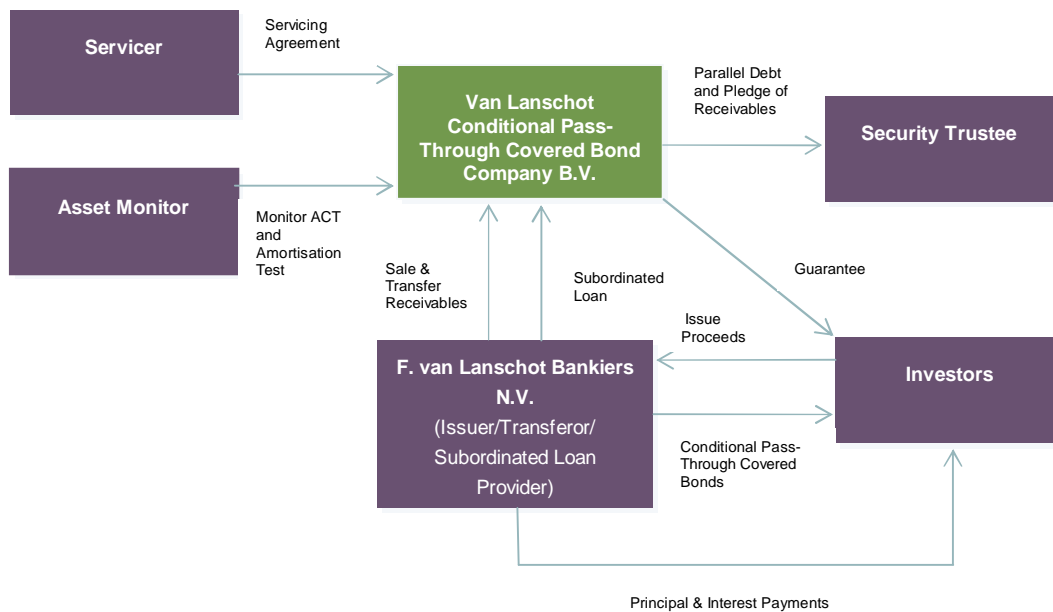 Servicer
Servicing
Agreement
Van Lanschot
Conditional Pass-
Through Covered Bond
Company B.V.
Parallel Debt
and Pledge of
Receivables
Security Trustee
Asset Monitor
Monitor ACT
and
Amortisation
Test
Sale &
Transfer
Receivables
Subordinated
Loan
Guarantee
Issue
Proceeds
F. van Lanschot Bankiers
N.V.
(Issuer/Transferor/
Subordinated Loan
Provider)
Investors
Conditional Pass-
Through Covered
Bonds
Principal & Interest Payments